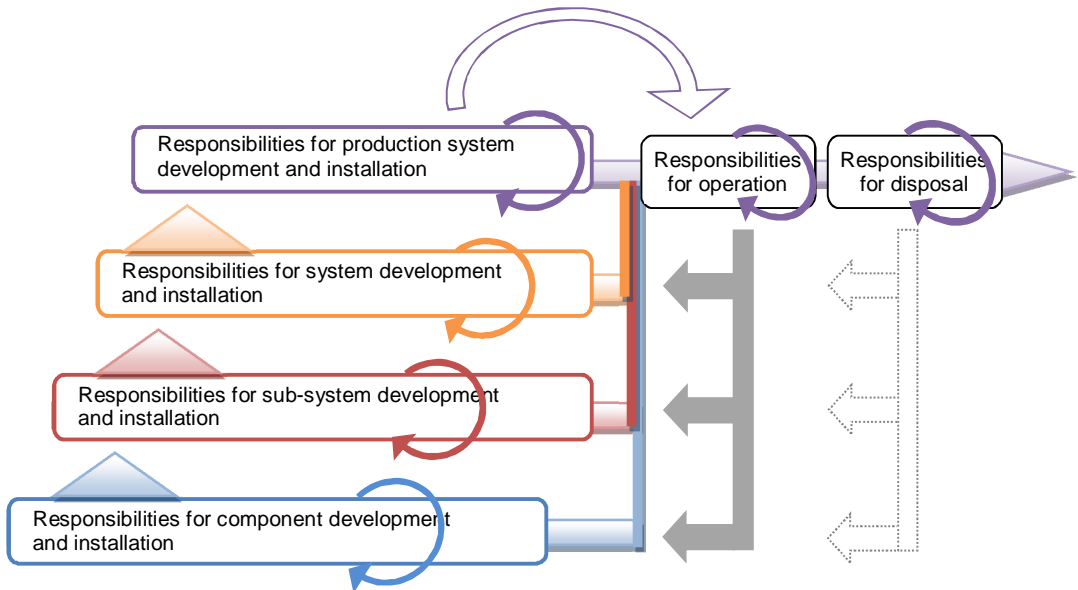 Responsibilities for production system
development and installation
Responsibilities
for operation
Responsibilities
for disposal
Responsibilities for system development
and installation
Responsibilities for sub-system development
and installation
Responsibilities for component development
and installation